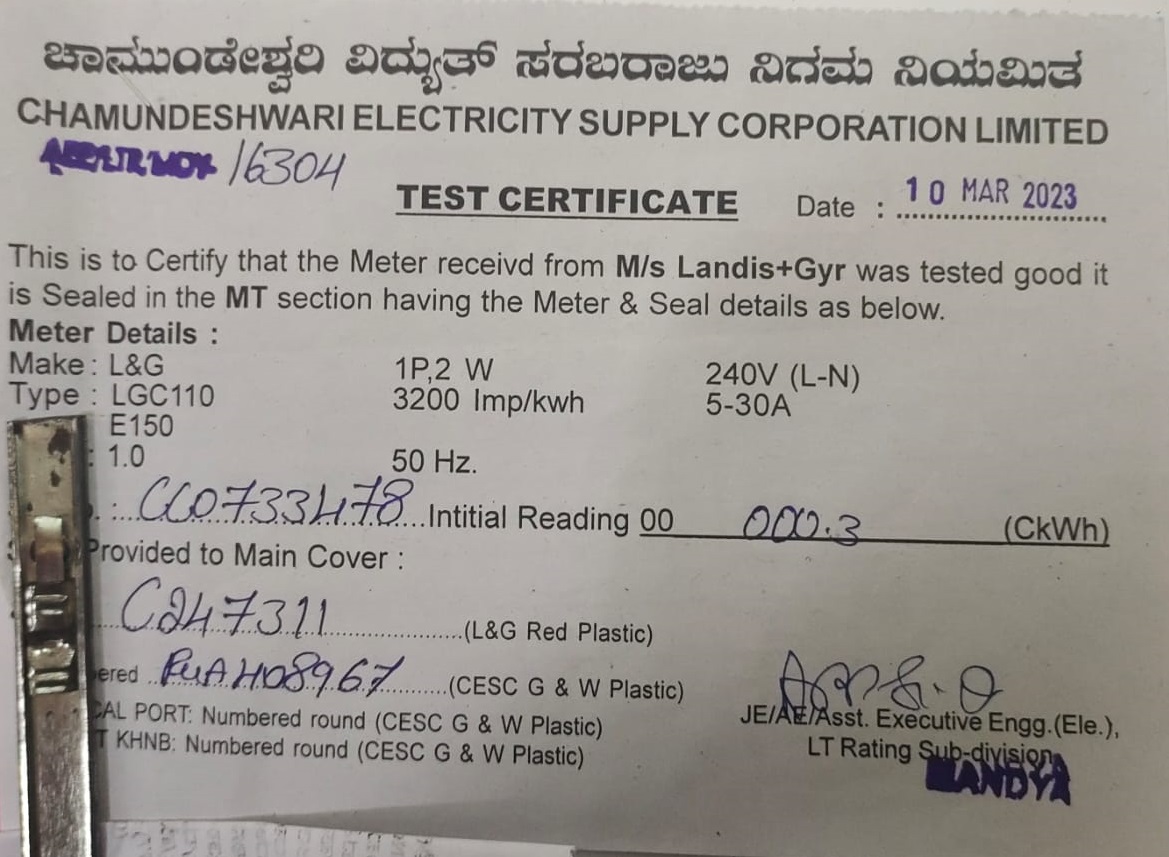 ಚಾಮುಂಡೇಶ್ವರಿ ವಿದ್ಯುತ್ ಸರಬರಾಜು ನಿಗಮ ನಿಯಮಿತ
CHAMUNDESHWARI ELECTRICITY SUPPLY CORPORATION LIMITED
/6304
TEST CERTIFICATE Date : 10 MAR 2023
This is to Certify that the Meter receivd from M/s Landis+Gyr was tested good it
is Sealed in the MT section having the Meter & Seal details as below.
Meter Details :
Make : L&G 1P,2 W 240V (L-N)
Type : LGC110 3200 Imp/kwh 5-30A
E150
: 1.0 50 Hz.
: CC0733478 Intitial Reading 00 000.3 (CkWh)
Provided to Main Cover :
C247311 (L&G Red Plastic)
ered (CESC G & W Plastic)
CAL PORT: Numbered round (CESC G & W Plastic)
T KHNB: Numbered round (CESC G & W Plastic)
JE/AE/Asst. Executive Engg.(Ele.),
LT Rating Sub-division
MANDYA